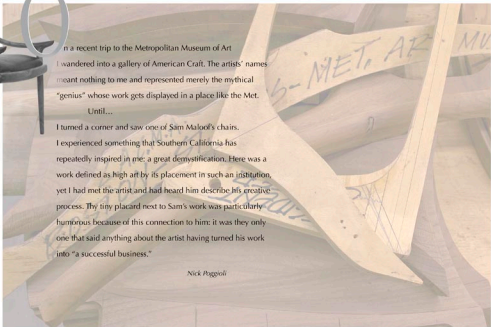 n a recent trip to the Metropolitan Museum of Art
I wandered into a gallery of American Craft. The artists' names
meant nothing to me and represented merely the mythical
"genius" whose work gets displayed in a place like the Met.
Until....
I turned a corner and saw one of Sam Maloof's chairs.
I experienced something that Southern California has
repeatedly inspired in me: a great demystification. Here was a
work defined as high art by its placement in such an institution,
yet I had met the artist and had heard him describe his creative
process. Thy tiny placard next to Sam's work was particularly
humorous because of this connection to him; it was they only
one that said anything about the artist having turned his work
into "a successful business."
Nick Poggioli
MET. AR
MU